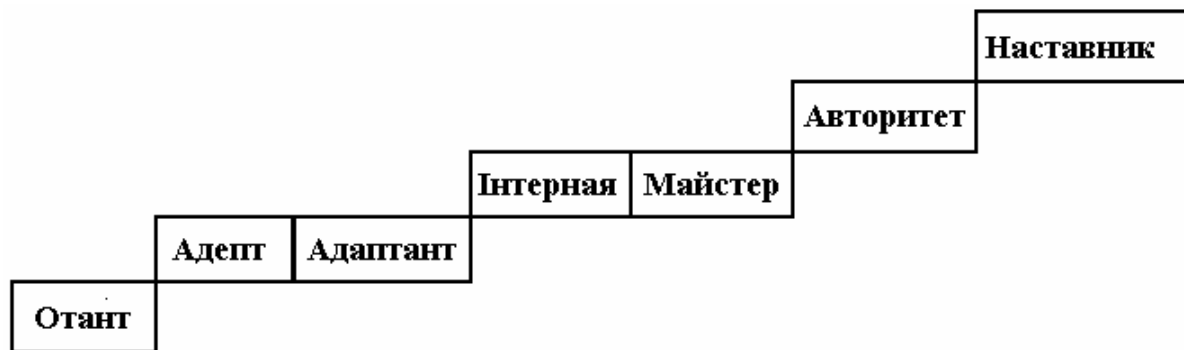 Наставник
Авторитет
Інтерная Майстер
Адепт Адаптант
Отант